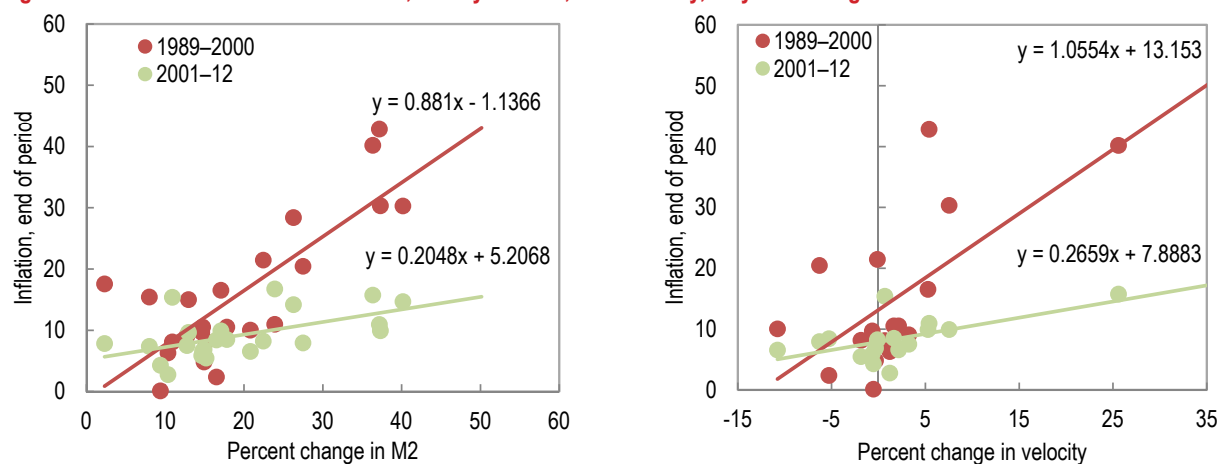 1989–2000
2001–12
y = 0.881x - 1.1366
y = 0.2048x + 5.2068
Inflation, end of period
60
50
40
30
20
10
0
0 10 20 30 40 50 60
Percent change in M2
1989–2000
2001–12
y = 1.0554x + 13.153
y = 0.2659x + 7.8883
Inflation, end of period
60
50
40
30
20
10
0
-15 -5 5 15 25 35
Percent change in velocity